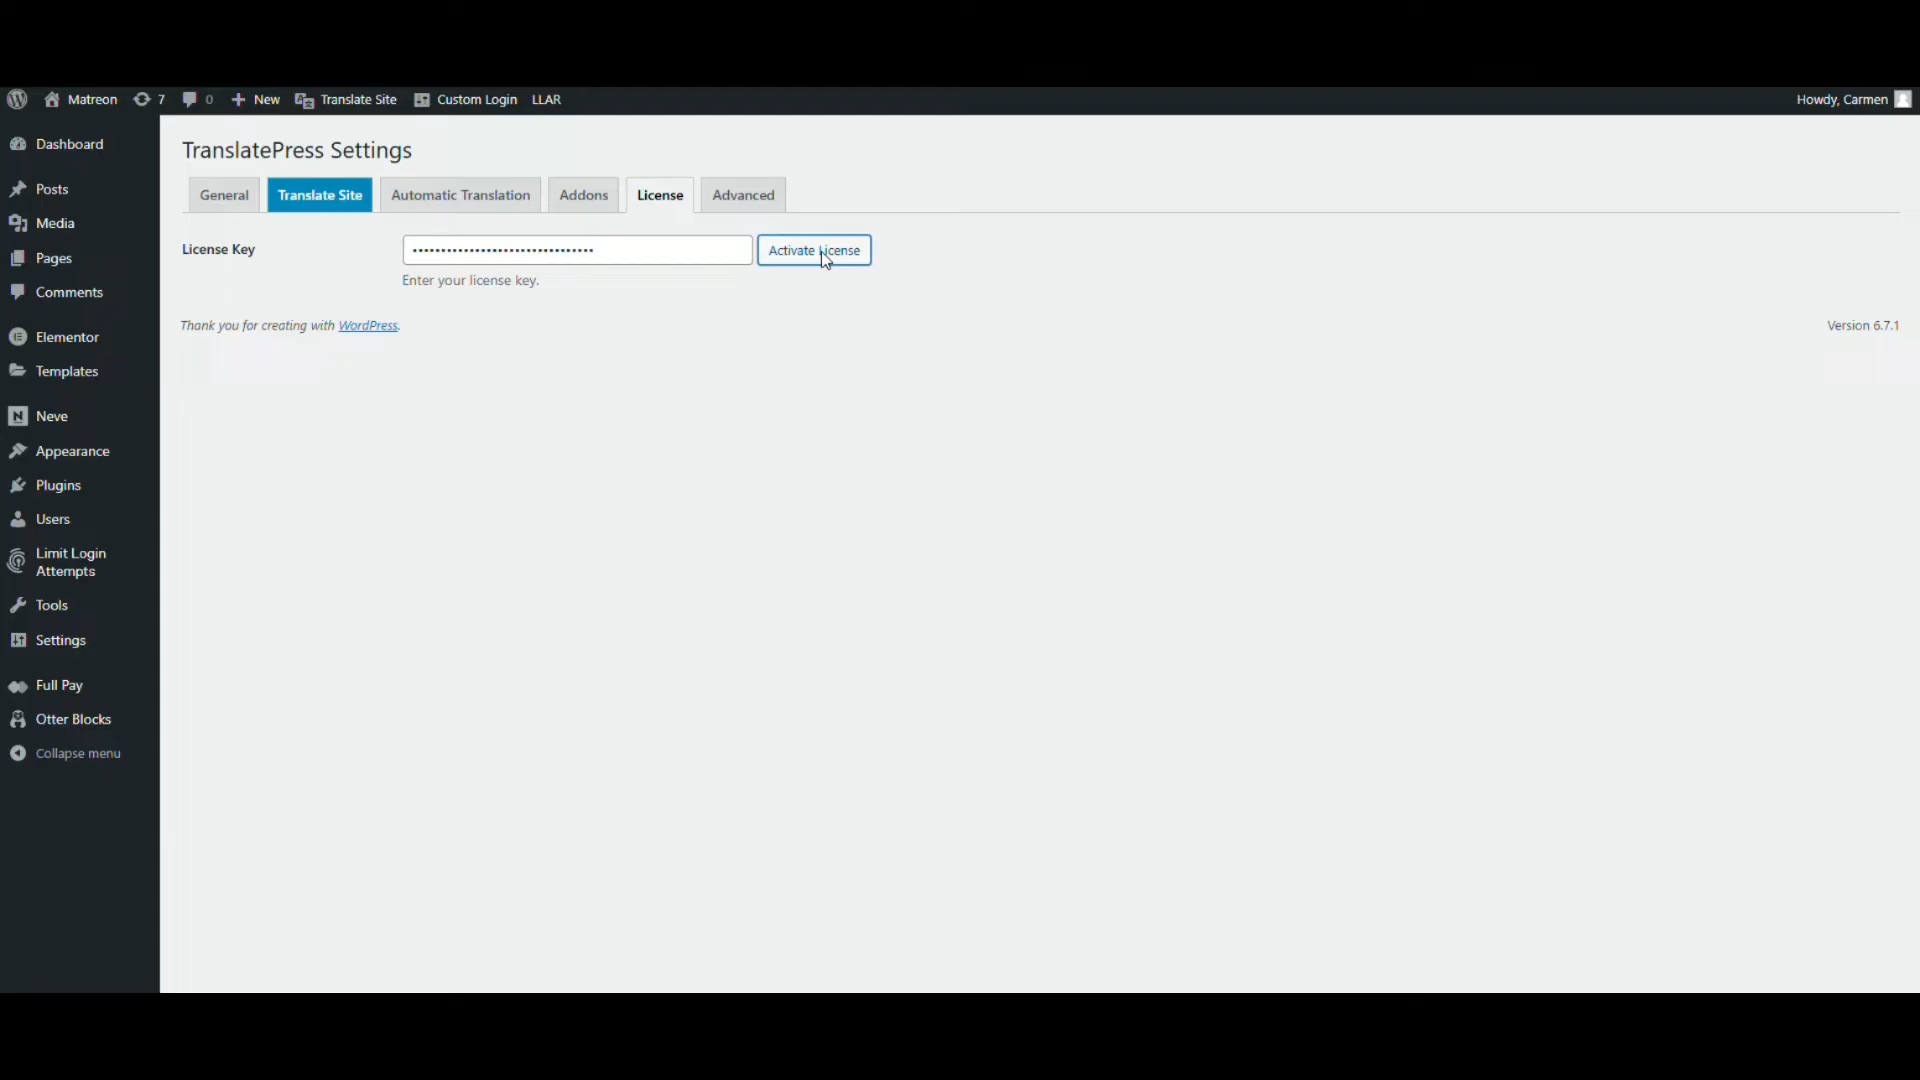 Matreon 7 0 New Translate Site Custom Login LLAR Howdy, Carmen
Dashboard
Posts
Media
Pages
Comments
Elementor
Templates
Neve
Appearance
Plugins
Users
Limit Login
Attempts
Tools
Settings
Full Pay
Otter Blocks
Collapse menu
TranslatePress Settings
General Translate Site Automatic Translation Addons License Advanced
License Key •••••••••••••••••••••••••••••••• Activate License
Enter your license key.
Thank you for creating with WordPress. Version 6.7.1